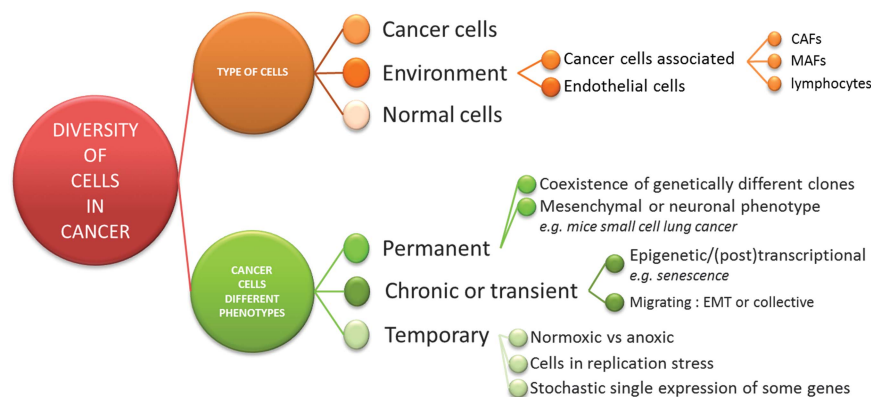 DIVERSITY
OF
CELLS
IN
CANCER
TYPE OF CELLS
Cancer cells
Environment
Cancer cells associated
CAFs
MAFs
lymphocytes
Endothelial cells
Normal cells
CANCER
CELLS
DIFFERENT
PHENOTYPES
Permanent
Coexistence of genetically different clones
Mesenchymal or neuronal phenotype
e.g. mice small cell lung cancer
Chronic or transient
Epigenetic/(post)transcriptional
e.g. senescence
Migrating : EMT or collective
Temporary
Normoxic vs anoxic
Cells in replication stress
Stochastic single expression of some genes